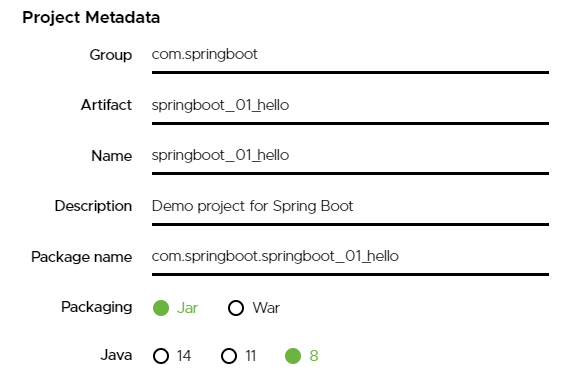 Project Metadata
Group com.springboot
Artifact springboot_01_hello
Name springboot_01_hello
Description Demo project for Spring Boot
Package name com.springboot.springboot_01_hello
Packaging Jar War
Java 14 11 8